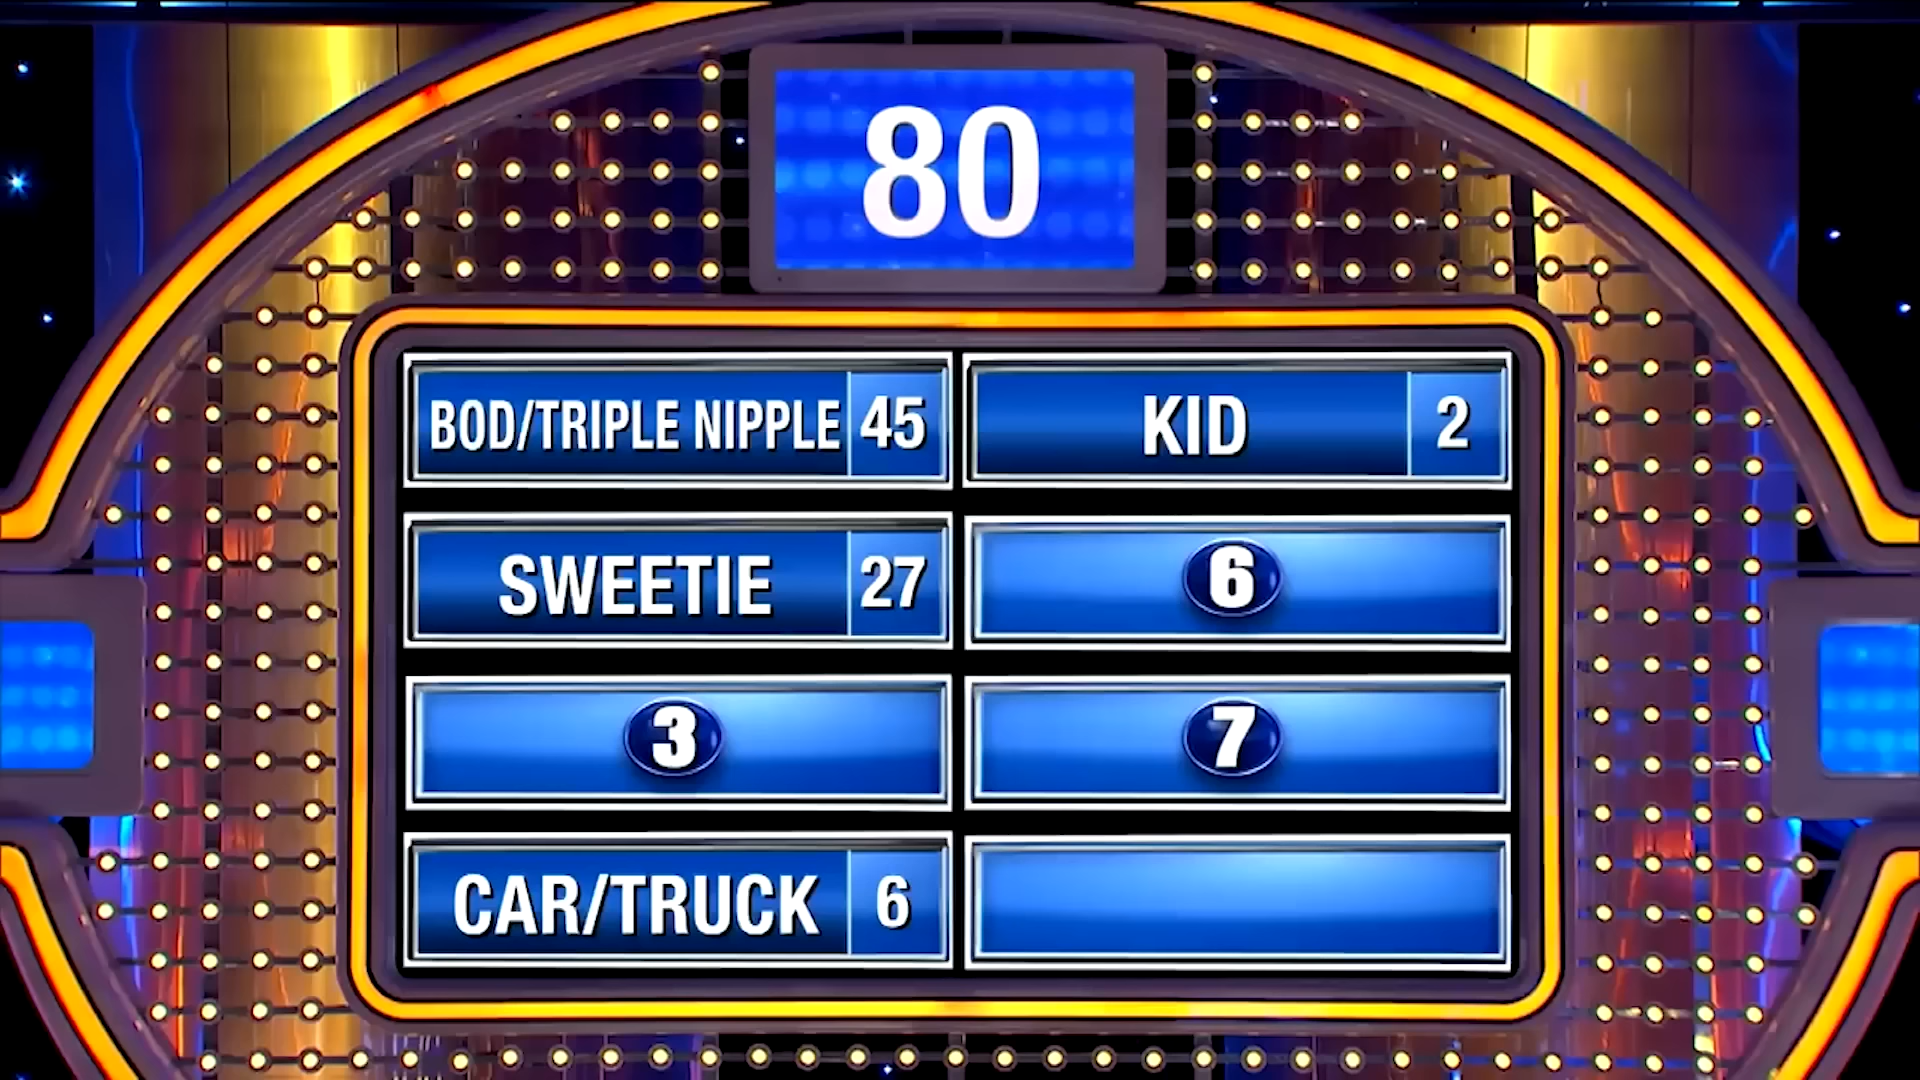 80
BOD/TRIPLE NIPPLE 45
SWEETIE 27
3
CAR/TRUCK 6
KID 2
6
7